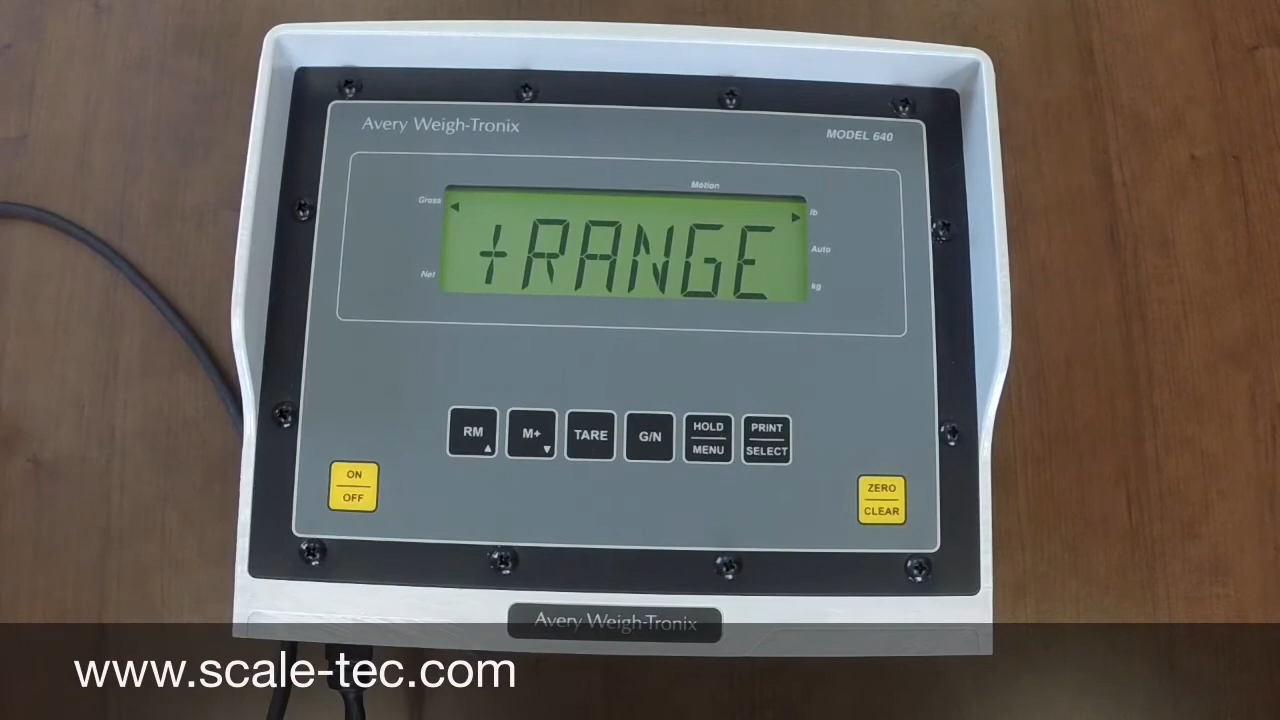 Avery Weigh-Tronix
MODEL 640
Motion
Gross
lb
+RANGE
Auto
Net
kg
RM
M+
TARE
G/N
HOLD
MENU
PRINT
SELECT
ON
OFF
ZERO
CLEAR
Avery Weigh-Tronix
www.scale-tec.com